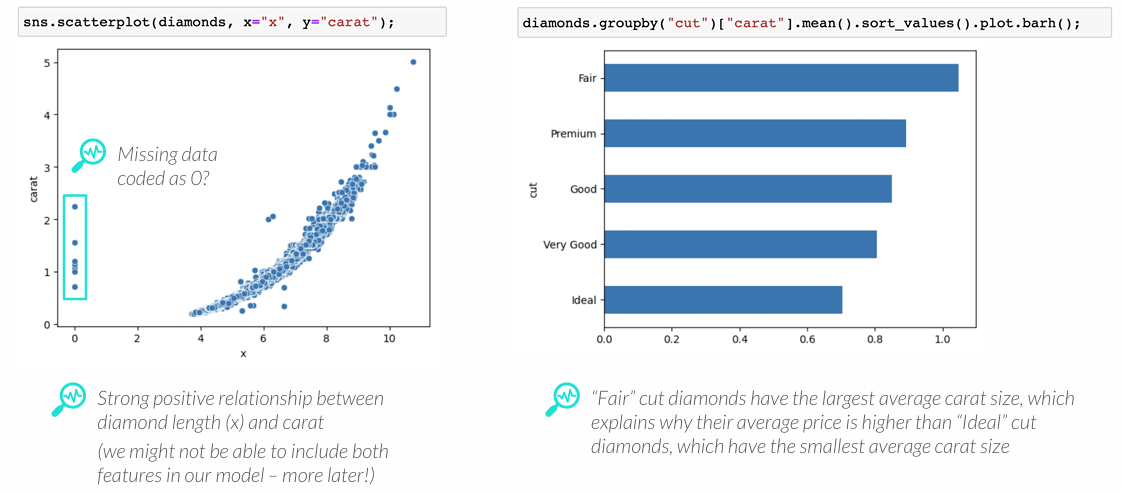 sns.scatterplot(diamonds, x="x", y="carat");
5
4
3
2
1
0
carat
0
2
4
6
8
10
x
Missing data
coded as 0?
Strong positive relationship between
diamond length (x) and carat
(we might not be able to include both
features in our model – more later!)
diamonds.groupby("cut")["carat"].mean().sort_values().plot.barh();
cut
Fair
Premium
Good
Very Good
Ideal
0.0
0.2
0.4
0.6
0.8
1.0
“Fair” cut diamonds have the largest average carat size, which
explains why their average price is higher than “Ideal” cut
diamonds, which have the smallest average carat size